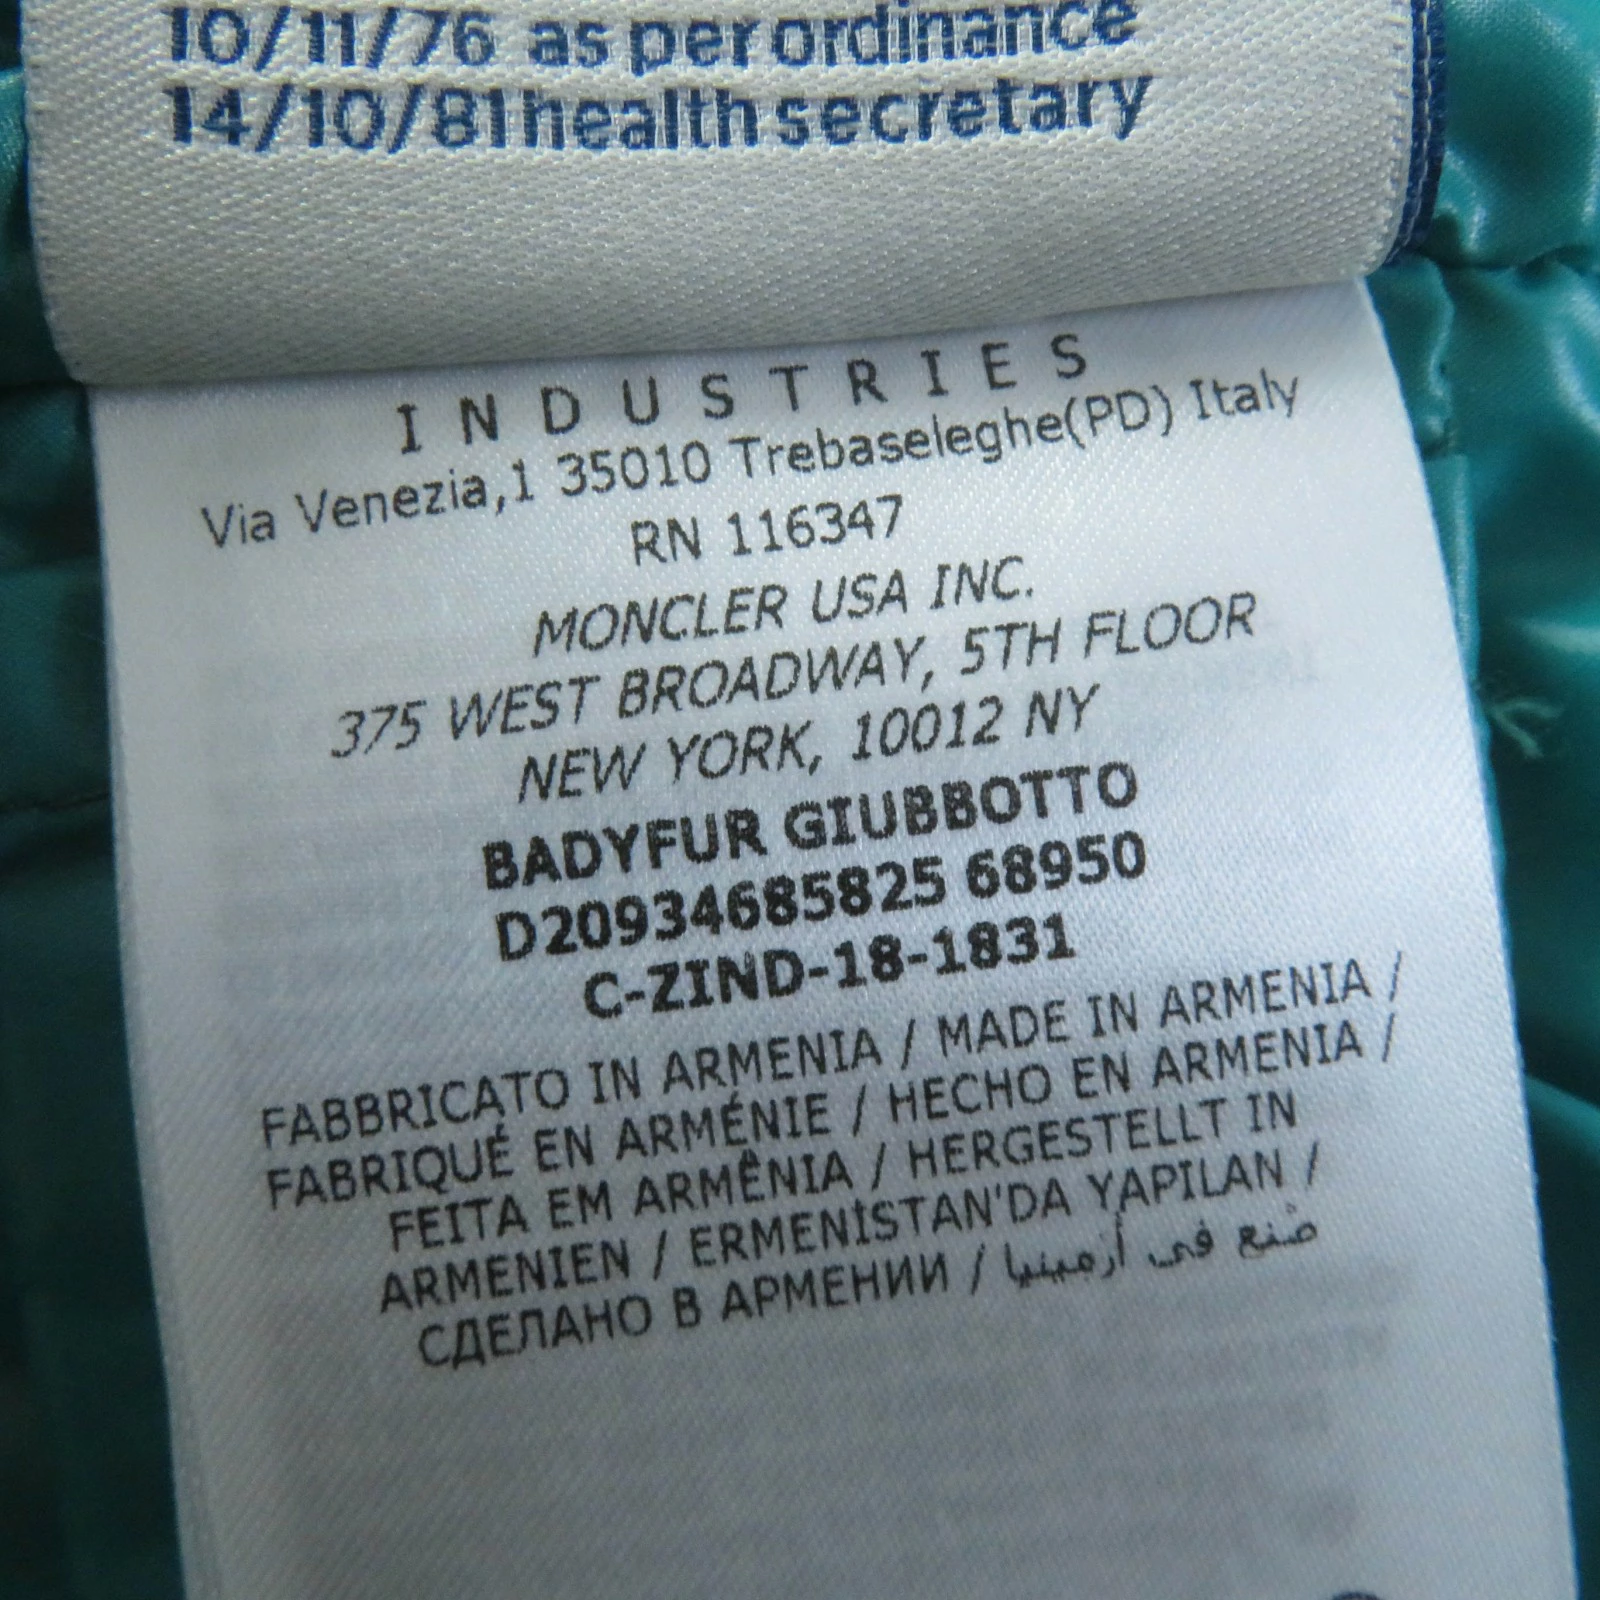 10/11/76 as per ordinance
14/10/81 health secretary
INDUSTRIES
Via Venezia,1 35010 Trebaseleghe(PD) Italy
RN 116347
MONCLER USA INC.
375 WEST BROADWAY, 5TH FLOOR
NEW YORK, 10012 NY
BADYFUR GIUBBOTTO
D20934685825 68950
C-ZIND-18-1831
FABBRICATO IN ARMENIA / MADE IN ARMENIA /
FABRIQUÉ EN ARMÉNIE / HECHO EN ARMENIA /
FEITA EM ARMÊNIA / HERGESTELLT IN
ARMENIEN / ERMENİSTAN'DA YAPILAN /
СДЕЛАНО В АРМЕНИИ / صُنع في أرمينيا